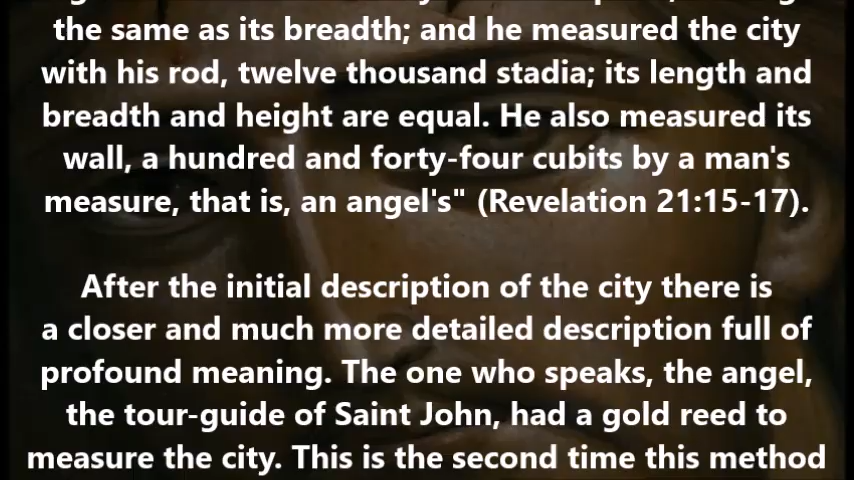 the same as its breadth; and he measured the city
with his rod, twelve thousand stadia; its length and
breadth and height are equal. He also measured its
wall, a hundred and forty-four cubits by a man's
measure, that is, an angel's" (Revelation 21:15-17).
After the initial description of the city there is
a closer and much more detailed description full of
profound meaning. The one who speaks, the angel,
the tour-guide of Saint John, had a gold reed to
measure the city. This is the second time this method